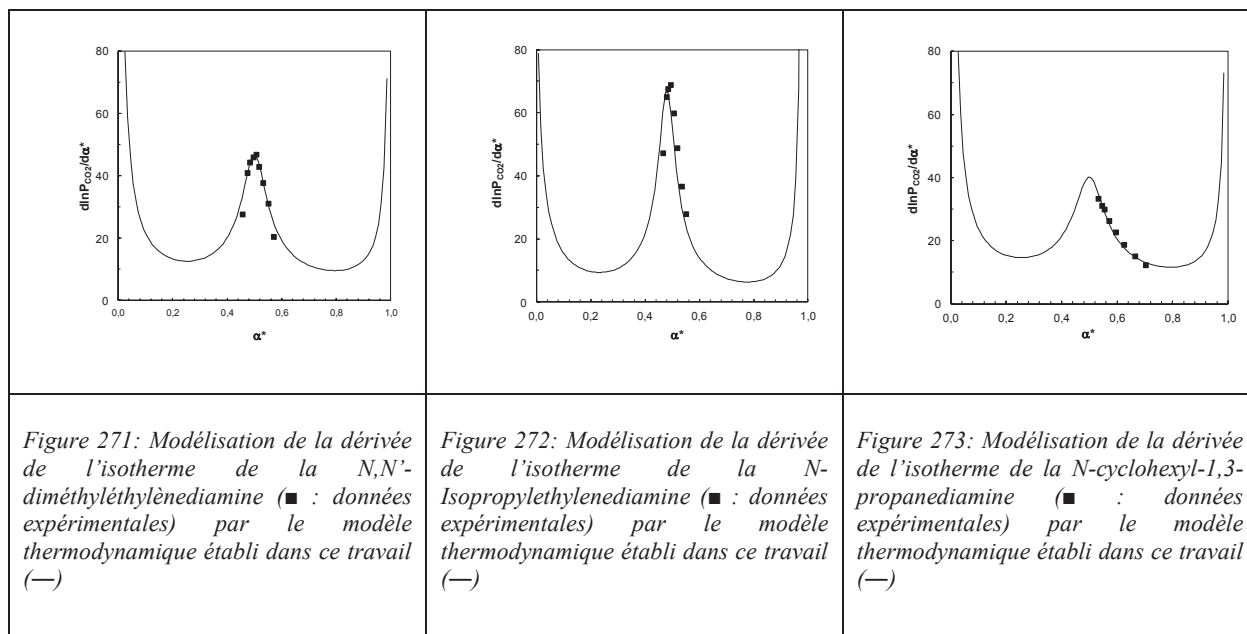 80
60
40
20
0
dlnP_CO2/dα*
0,0 0,2 0,4 0,6 0,8 1,0
α*
80
60
40
20
0
dlnP_CO2/dα*
0,0 0,2 0,4 0,6 0,8 1,0
α*
80
60
40
20
0
dlnP_CO2/dα*
0,0 0,2 0,4 0,6 0,8 1,0
α*
Figure 271: Modélisation de la dérivée
de l’isotherme de la N,N’-
diméthyléthylènediamine (■ : données
expérimentales) par le modèle
thermodynamique établi dans ce travail
(—)
Figure 272: Modélisation de la dérivée
de l’isotherme de la N-
Isopropylethylenediamine (■ : données
expérimentales) par le modèle
thermodynamique établi dans ce travail
(—)
Figure 273: Modélisation de la dérivée
de l’isotherme de la N-cyclohexyl-1,3-
propanediamine (■ : données
expérimentales) par le modèle
thermodynamique établi dans ce travail
(—)